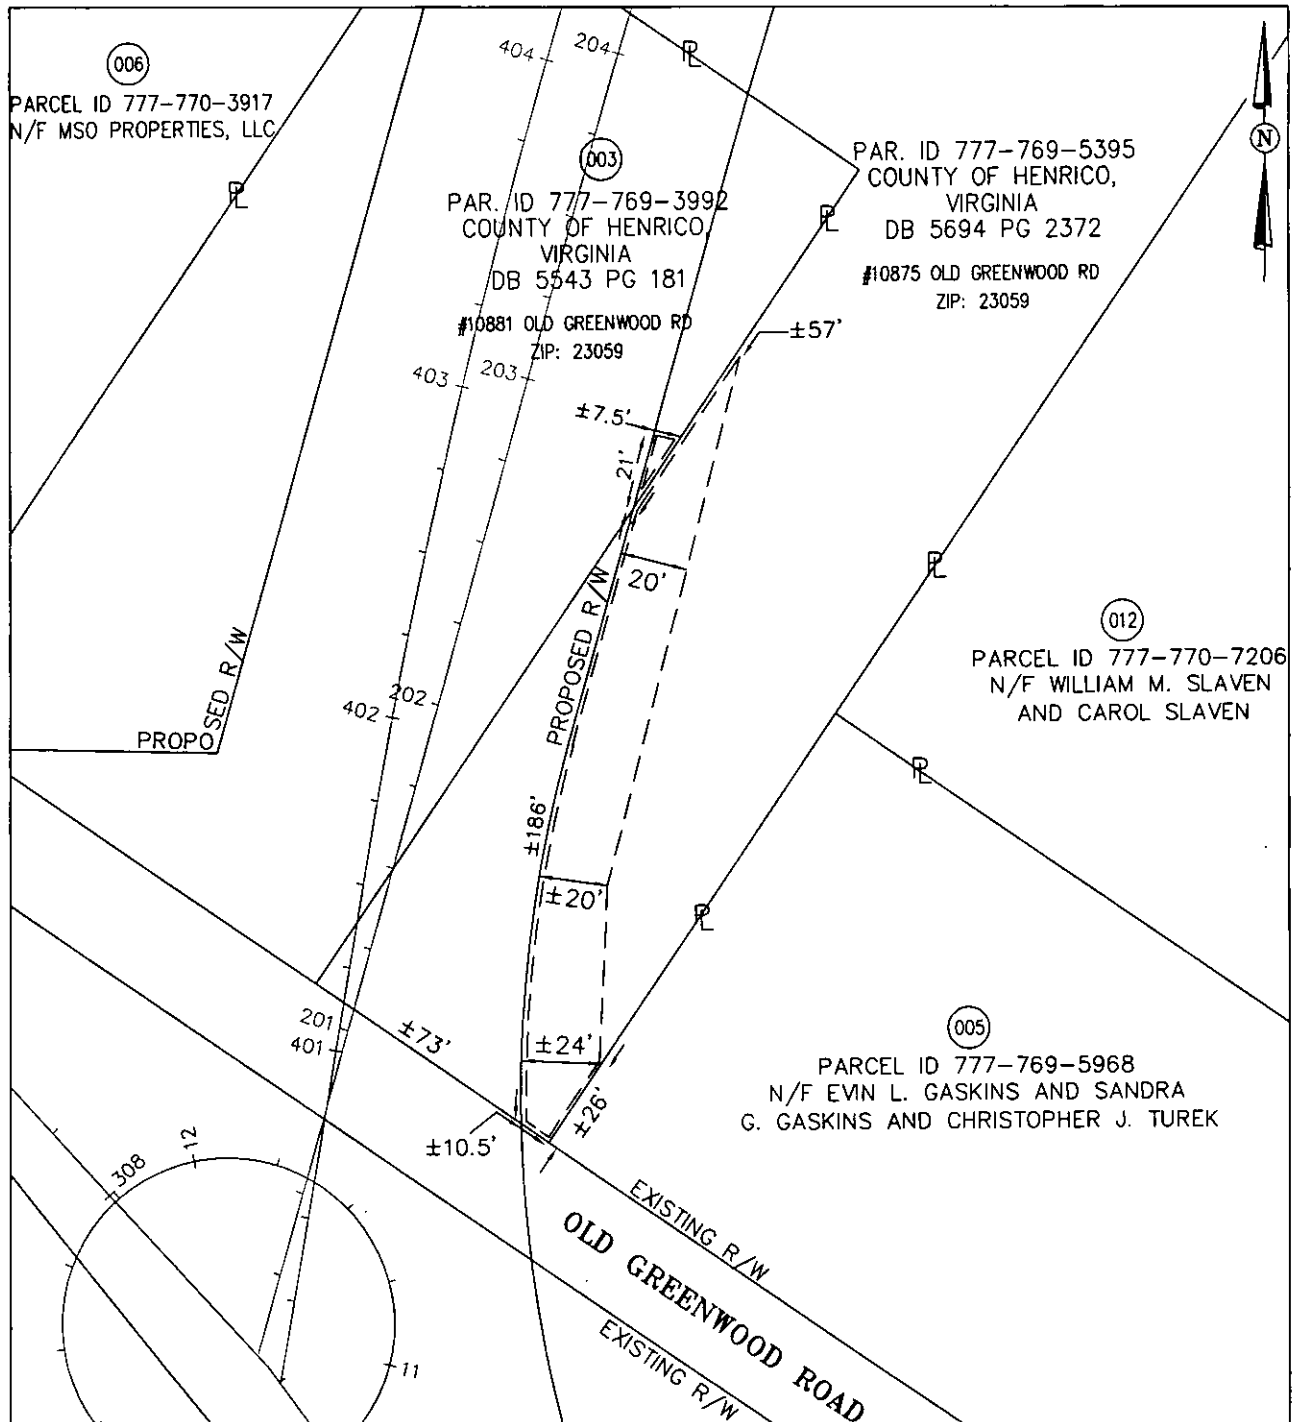 006
PARCEL ID 777-770-3917
N/F MSO PROPERTIES, LLC
404
204
PL
N
003
PAR. ID 777-769-3992
COUNTY OF HENRICO,
VIRGINIA
DB 5543 PG 181
#10881 OLD GREENWOOD RD
ZIP: 23059
PAR. ID 777-769-5395
COUNTY OF HENRICO,
VIRGINIA
DB 5694 PG 2372
#10875 OLD GREENWOOD RD
ZIP: 23059
PL
PL
±57'
403
203
±7.5'
21'
20'
PROPOSED R/W
PL
012
PARCEL ID 777-770-7206
N/F WILLIAM M. SLAVEN
AND CAROL SLAVEN
PROPOSED R/W
402
202
PL
±186'
±20'
PL
201
401
±73'
±24'
±26'
±10.5'
005
PARCEL ID 777-769-5968
N/F EVIN L. GASKINS AND SANDRA
G. GASKINS AND CHRISTOPHER J. TUREK
308
12
11
EXISTING R/W
OLD GREENWOOD ROAD
EXISTING R/W